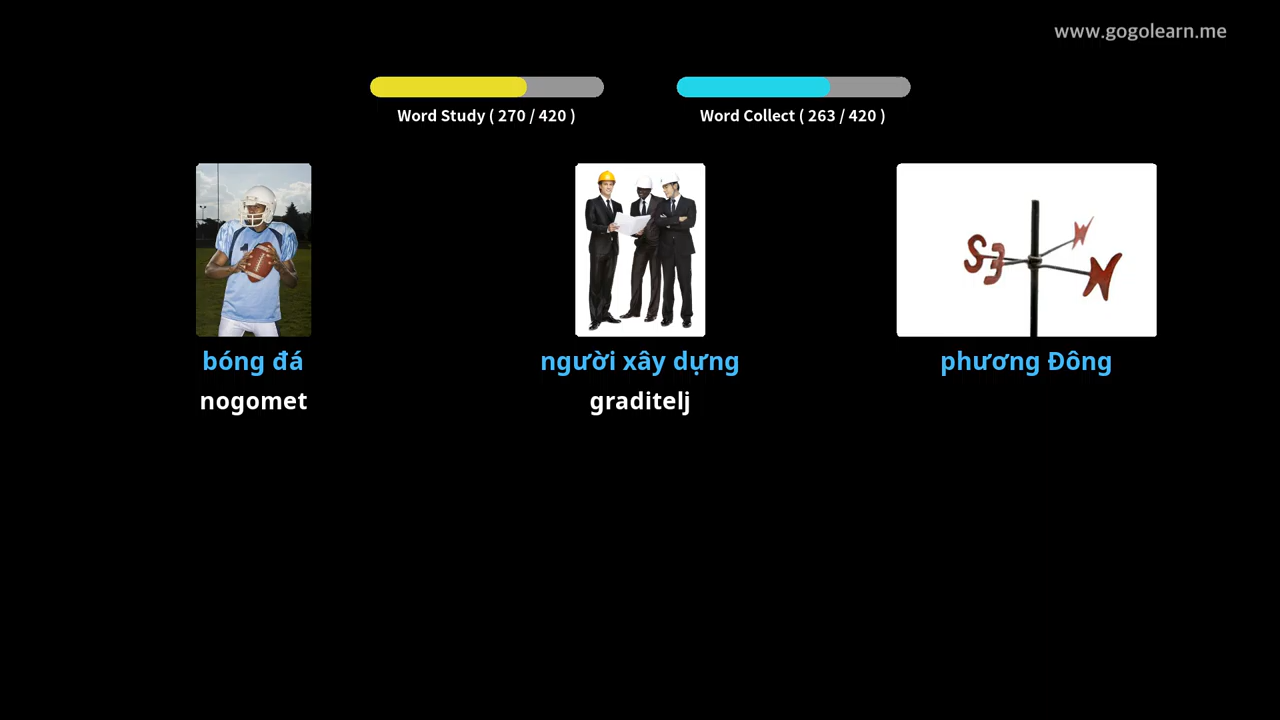 www.gogolearn.me
Word Study ( 270 / 420 )
Word Collect ( 263 / 420 )
bóng đá
người xây dựng
phương Đông
nogomet
graditelj